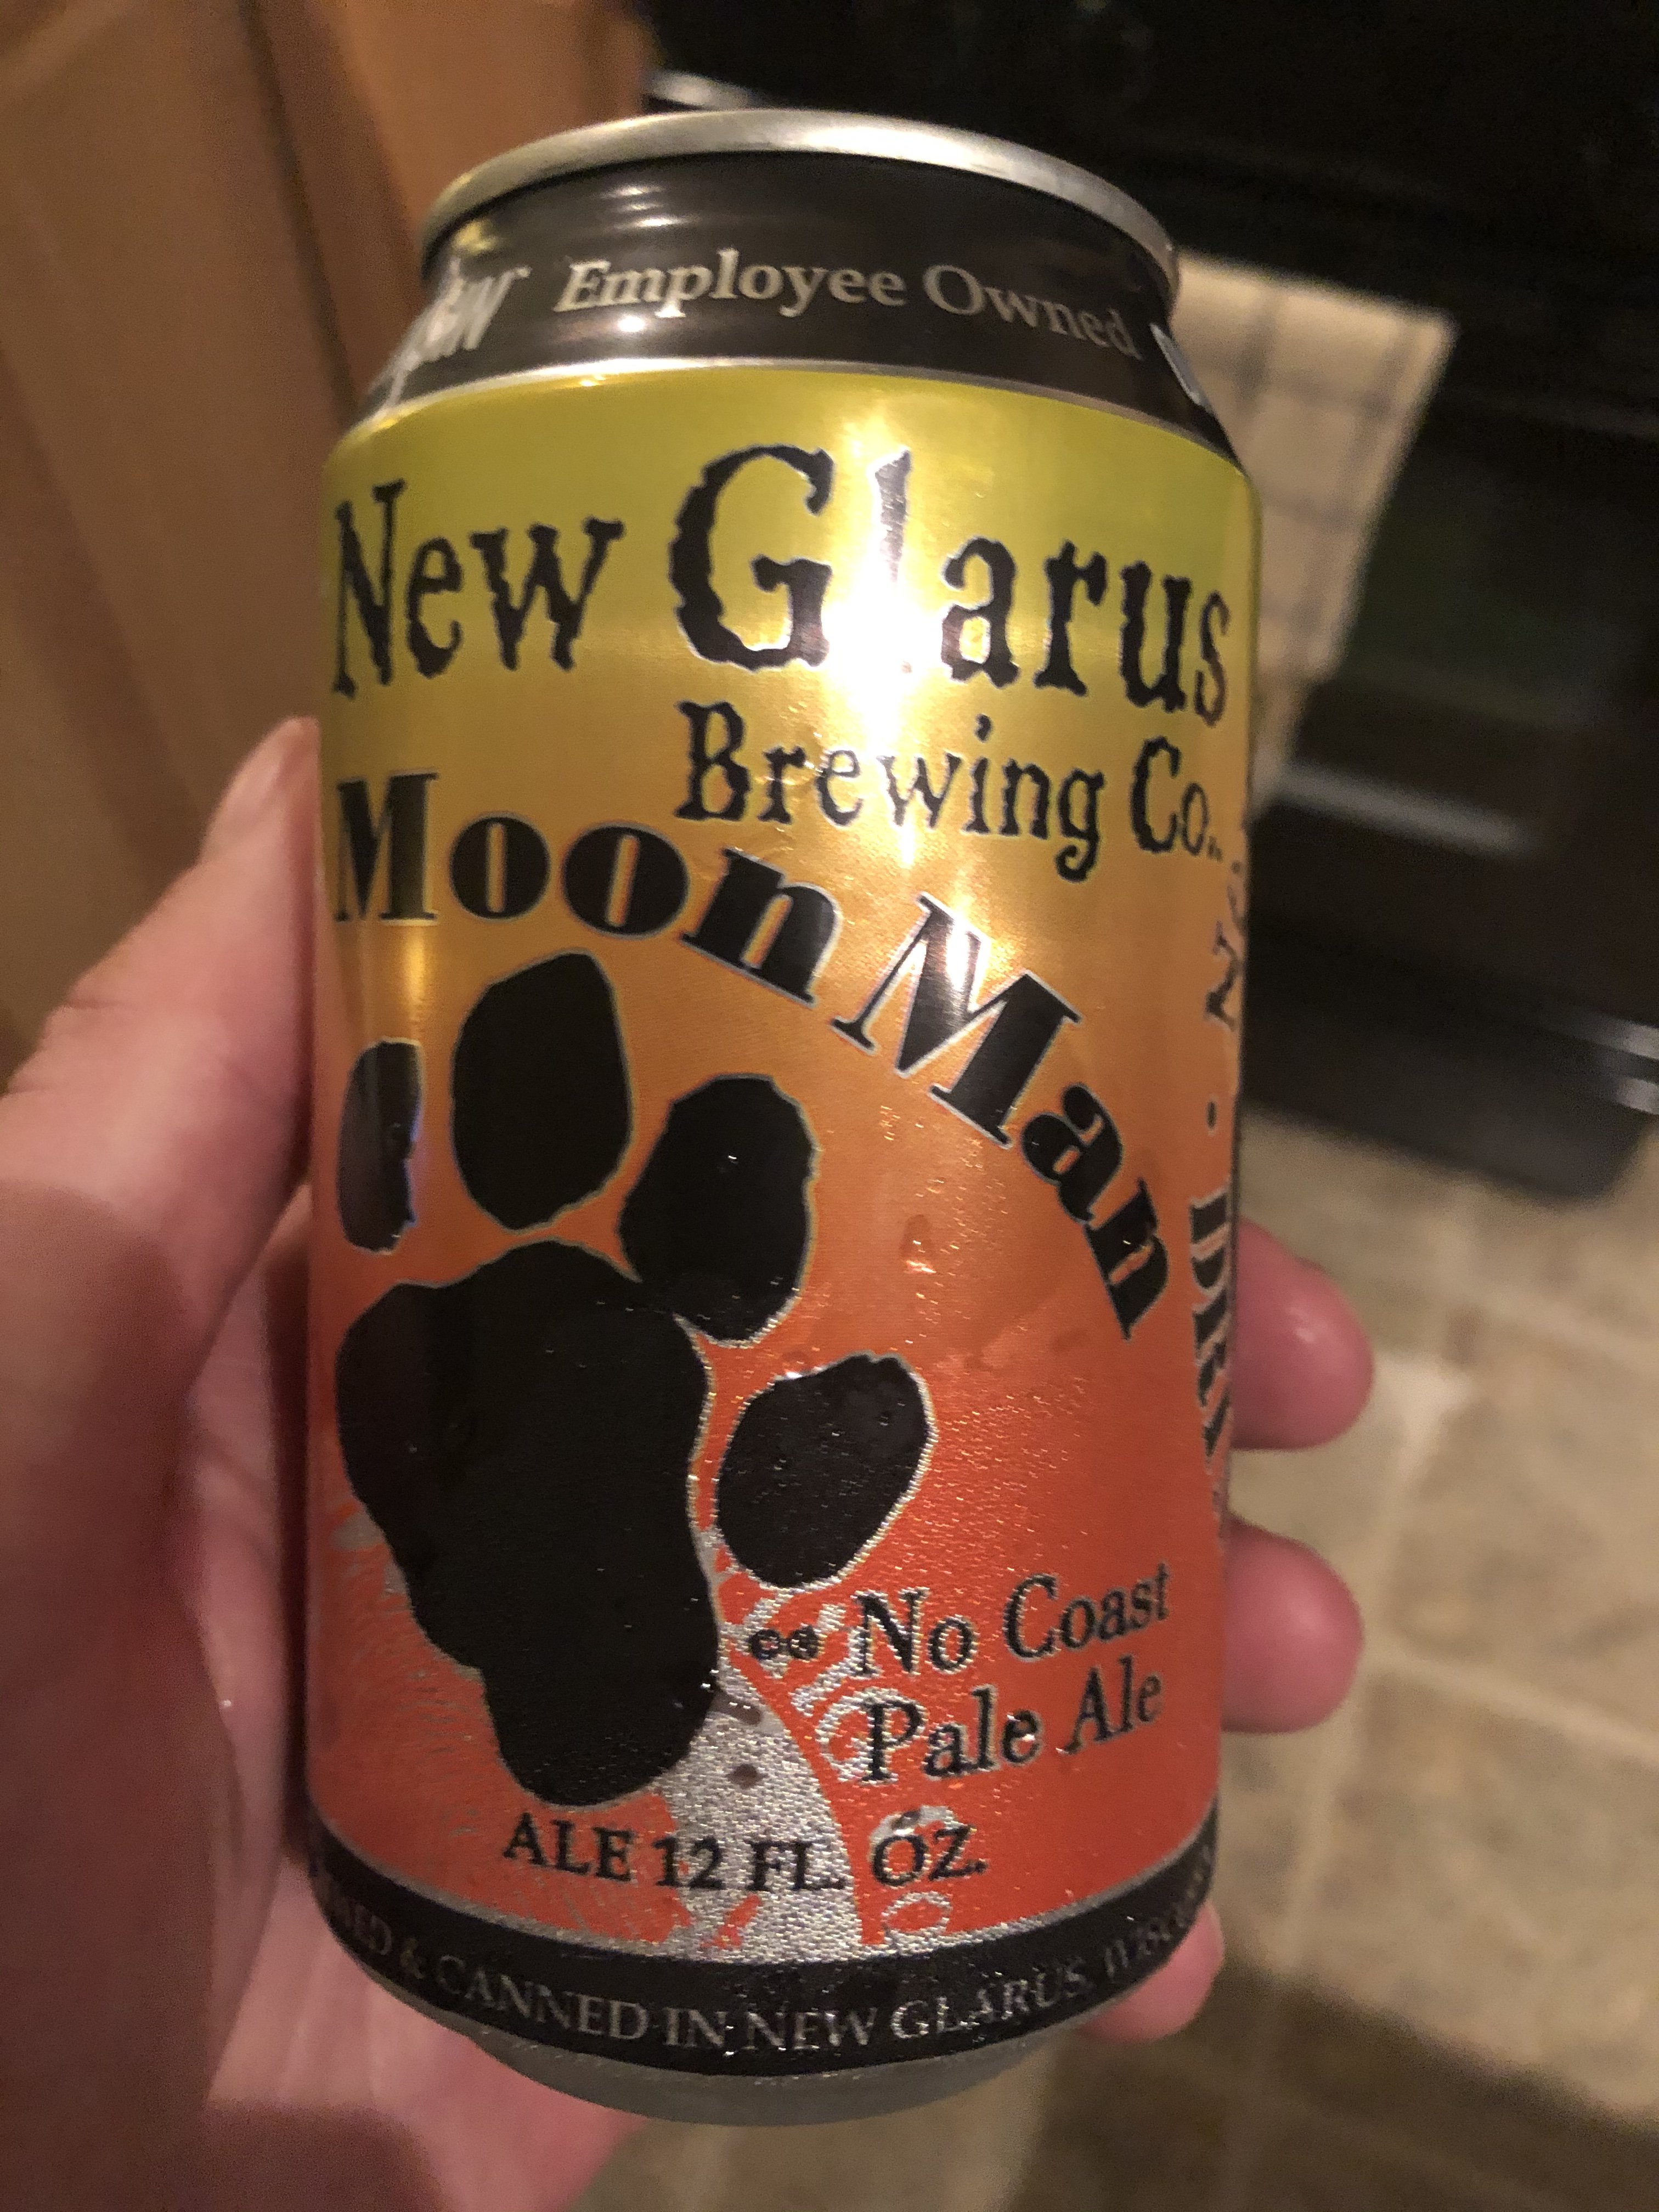 Employee Owned
New Glarus
Brewing Co.
Moon Man
No Coast
Pale Ale
ALE 12 FL. OZ.
& CANNED IN NEW GLARUS,